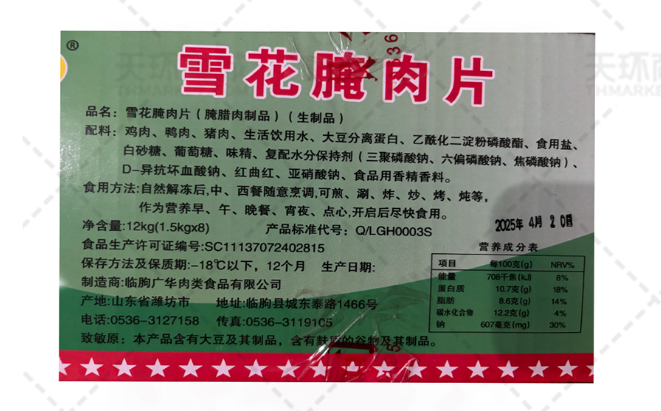 ®
雪花腌肉片
品名：雪花腌肉片（腌腊肉制品）（生制品）
配料：鸡肉、鸭肉、猪肉、生活饮用水、大豆分离蛋白、乙酰化二淀粉磷酸酯、食用盐、
白砂糖、葡萄糖、味精、复配水分保持剂（三聚磷酸钠、六偏磷酸钠、焦磷酸钠）、
D-异抗坏血酸钠、红曲红、亚硝酸钠、食品用香精香料。
食用方法：自然解冻后，中、西餐随意烹调，可煎、涮、炸、炒、烤、炖等，
作为营养早、午、晚餐、宵夜、点心，开启后尽快食用。
净含量：12kg(1.5kgx8) 产品标准代号：Q/LGH0003S
2025年 4月 20日
食品生产许可证编号:SC11137072402815
保存方法及保质期:-18℃以下，12个月 生产日期：
制造商：临朐广华肉类食品有限公司
产地:山东省潍坊市 地址:临朐县城东泰路1466号
电话:0536-3127158 传真:0536-3119105
致敏原：本产品含有大豆及其制品，含有麸质的谷物及其制品。
营养成分表
项目 每100克(g) NRV%
能量 706千焦(kJ) 8%
蛋白质 10.7克(g) 18%
脂肪 8.6克(g) 14%
碳水化合物 12.2克(g) 4%
钠 607毫克(mg) 30%